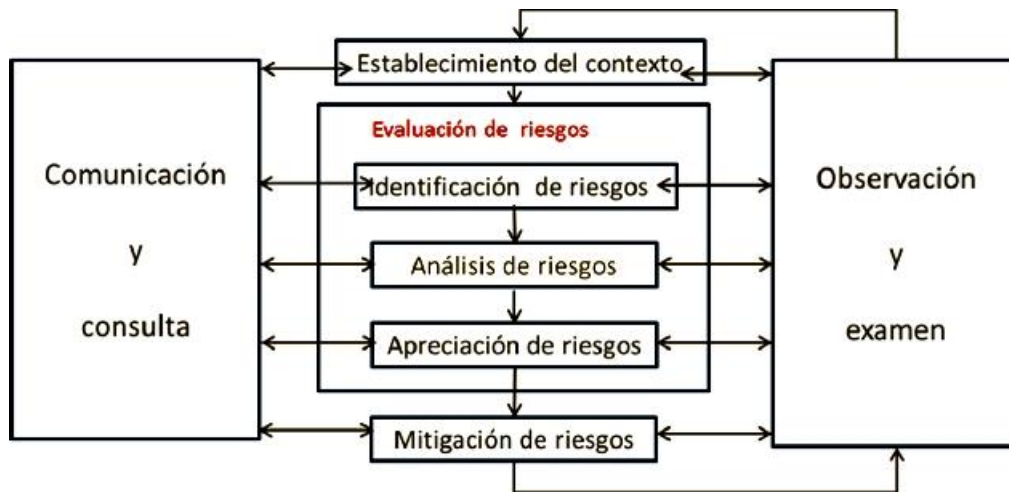 Establecimiento del contexto
Evaluación de riesgos
Comunicación
y
consulta
Identificación de riesgos
Análisis de riesgos
Apreciación de riesgos
Mitigación de riesgos
Observación
y
examen